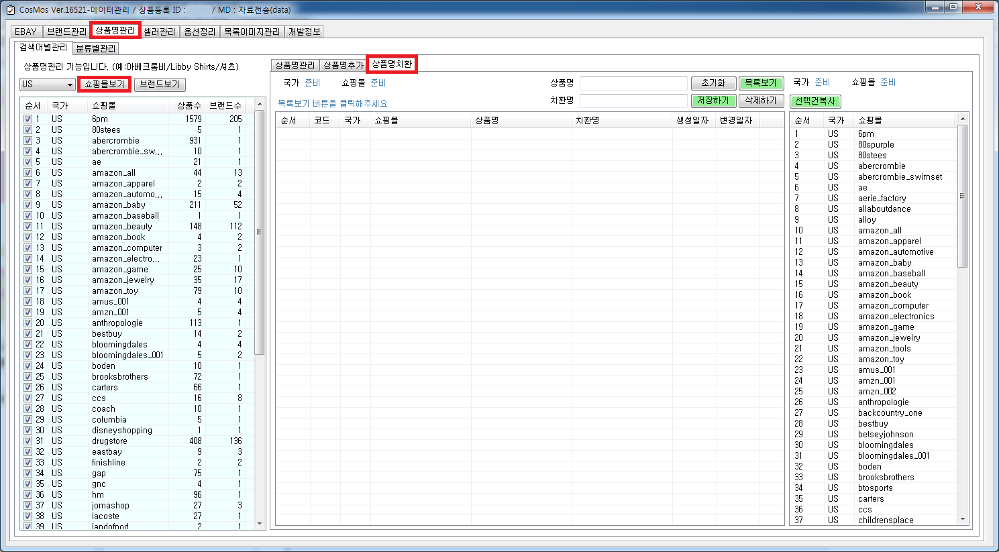 CosMos Ver.16521-데이터관리 / 상품등록 ID : / MD : 자료전송(data)
EBAY 브랜드관리 상품명관리 셀러관리 옵션정리 목록이미지관리 개발정보
검색어별관리 분류별관리
상품명관리 기능입니다. (예:아베크롬비/Libby Shirts/셔츠)
US 쇼핑몰보기 브랜드보기
순서 국가 쇼핑몰 상품수 브랜드수
1 US 6pm 1579 205
2 US 80stees 5 1
3 US abercrombie 931 1
4 US abercrombie_sw... 10 1
5 US ae 21 1
6 US amazon_all 44 13
7 US amazon_apparel 2 2
8 US amazon_automo... 15 4
9 US amazon_baby 211 52
10 US amazon_baseball 1 1
11 US amazon_beauty 148 112
12 US amazon_book 4 2
13 US amazon_computer 3 2
14 US amazon_electro... 23 1
15 US amazon_game 25 10
16 US amazon_jewelry 35 17
17 US amazon_toy 79 10
18 US amus_001 4 4
19 US amzn_001 5 4
20 US anthropologie 113 1
21 US bestbuy 14 2
22 US bloomingdales 4 4
23 US bloomingdales_001 5 2
24 US boden 10 1
25 US brooksbrothers 72 1
26 US carters 66 1
27 US ccs 16 8
28 US coach 10 1
29 US columbia 5 1
30 US disneyshopping 1 1
31 US drugstore 408 136
32 US eastbay 9 3
33 US finishline 2 2
34 US gap 75 1
35 US gnc 4 1
36 US hm 96 1
37 US jomashop 27 3
38 US lacoste 27 1
39 US landofnod 2 1
상품명관리 상품명추가 상품명치환
국가 준비 쇼핑몰 준비
상품명 초기화 목록보기
치환명 저장하기 삭제하기
목록보기 버튼을 클릭해주세요
순서 코드 국가 쇼핑몰 상품명 치환명 생성일자 변경일자
국가 준비 쇼핑몰 준비
선택건복사
순서 국가 쇼핑몰
1 US 6pm
2 US 80spurple
3 US 80stees
4 US abercrombie
5 US abercrombie_swimset
6 US ae
7 US aerie_factory
8 US allaboutdance
9 US alloy
10 US amazon_all
11 US amazon_apparel
12 US amazon_automotive
13 US amazon_baby
14 US amazon_baseball
15 US amazon_beauty
16 US amazon_book
17 US amazon_computer
18 US amazon_electronics
19 US amazon_game
20 US amazon_jewelry
21 US amazon_tools
22 US amazon_toy
23 US amus_001
24 US amzn_001
25 US amzn_002
26 US anthropologie
27 US backcountry_one
28 US bestbuy
29 US betseyjohnson
30 US bloomingdales
31 US bloomingdales_001
32 US boden
33 US brooksbrothers
34 US btosports
35 US carters
36 US ccs
37 US childrensplace